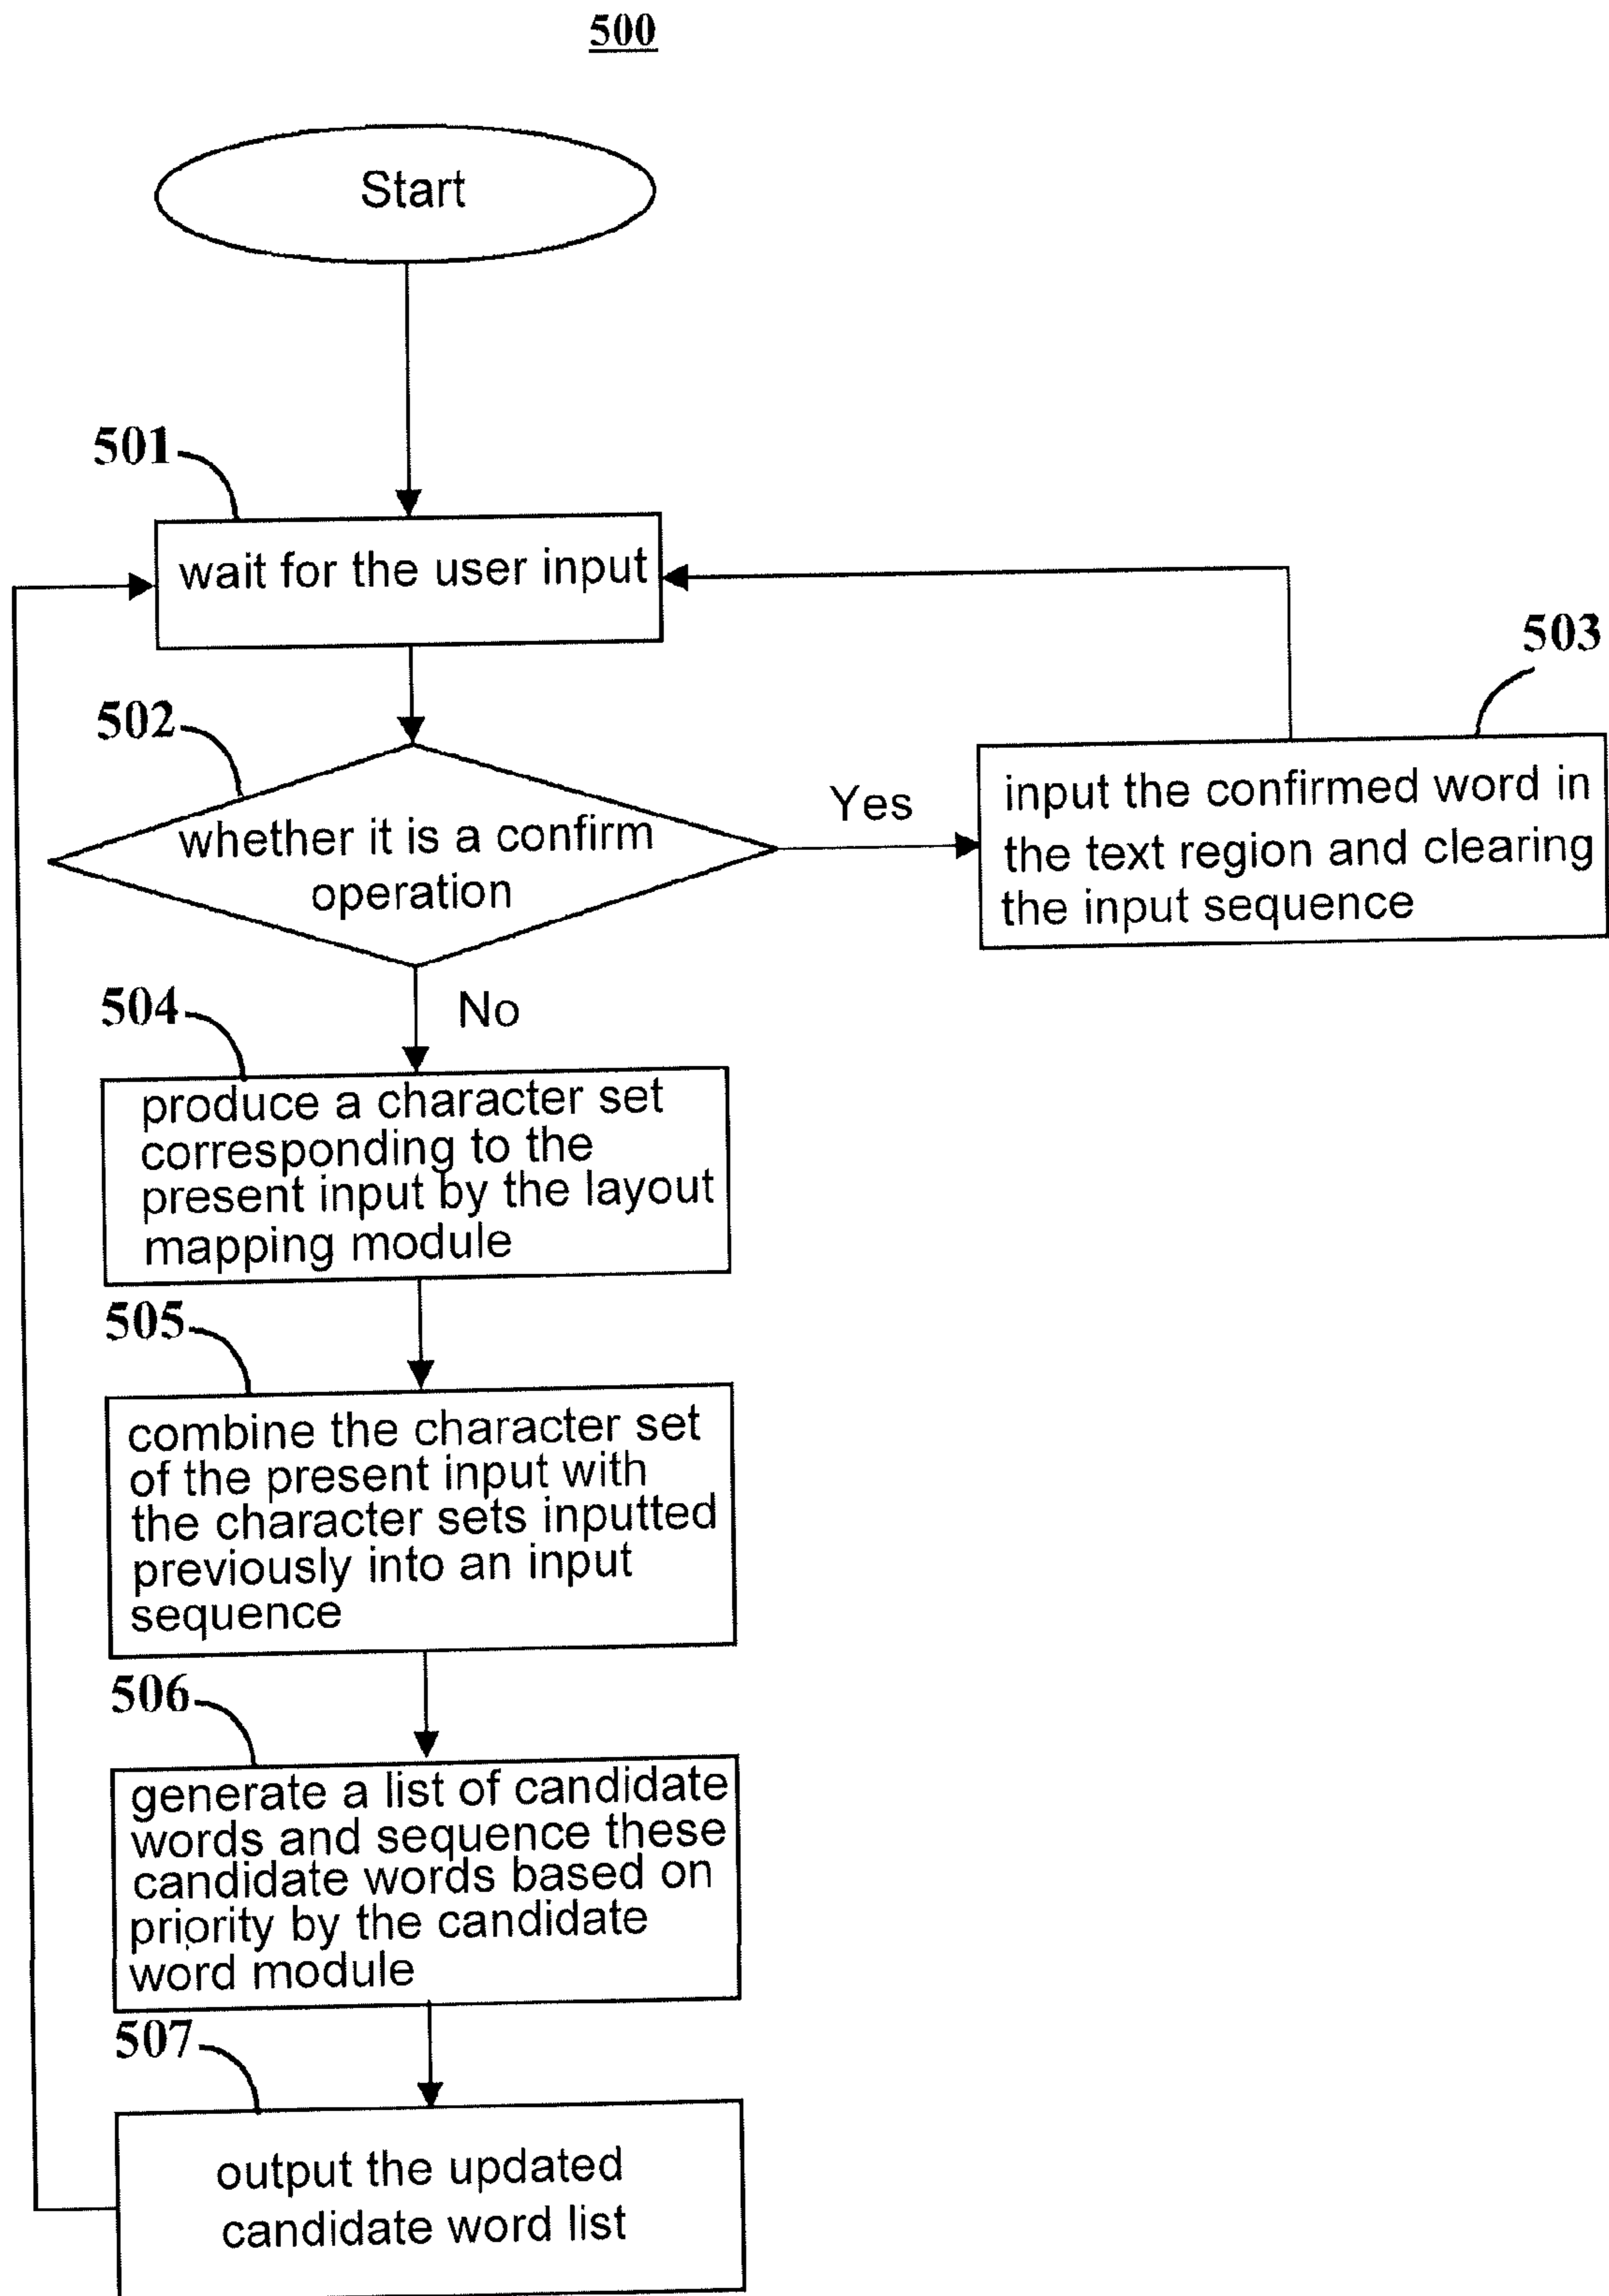 500
Start
501
wait for the user input
503
502
whether it is a confirm
operation
Yes
input the confirmed word in
the text region and clearing
the input sequence
504
No
produce a character set
corresponding to the
present input by the layout
mapping module
505
combine the character set
of the present input with
the character sets inputted
previously into an input
sequence
506
generate a list of candidate
words and sequence these
candidate words based on
priority by the candidate
word module
507
output the updated
candidate word list